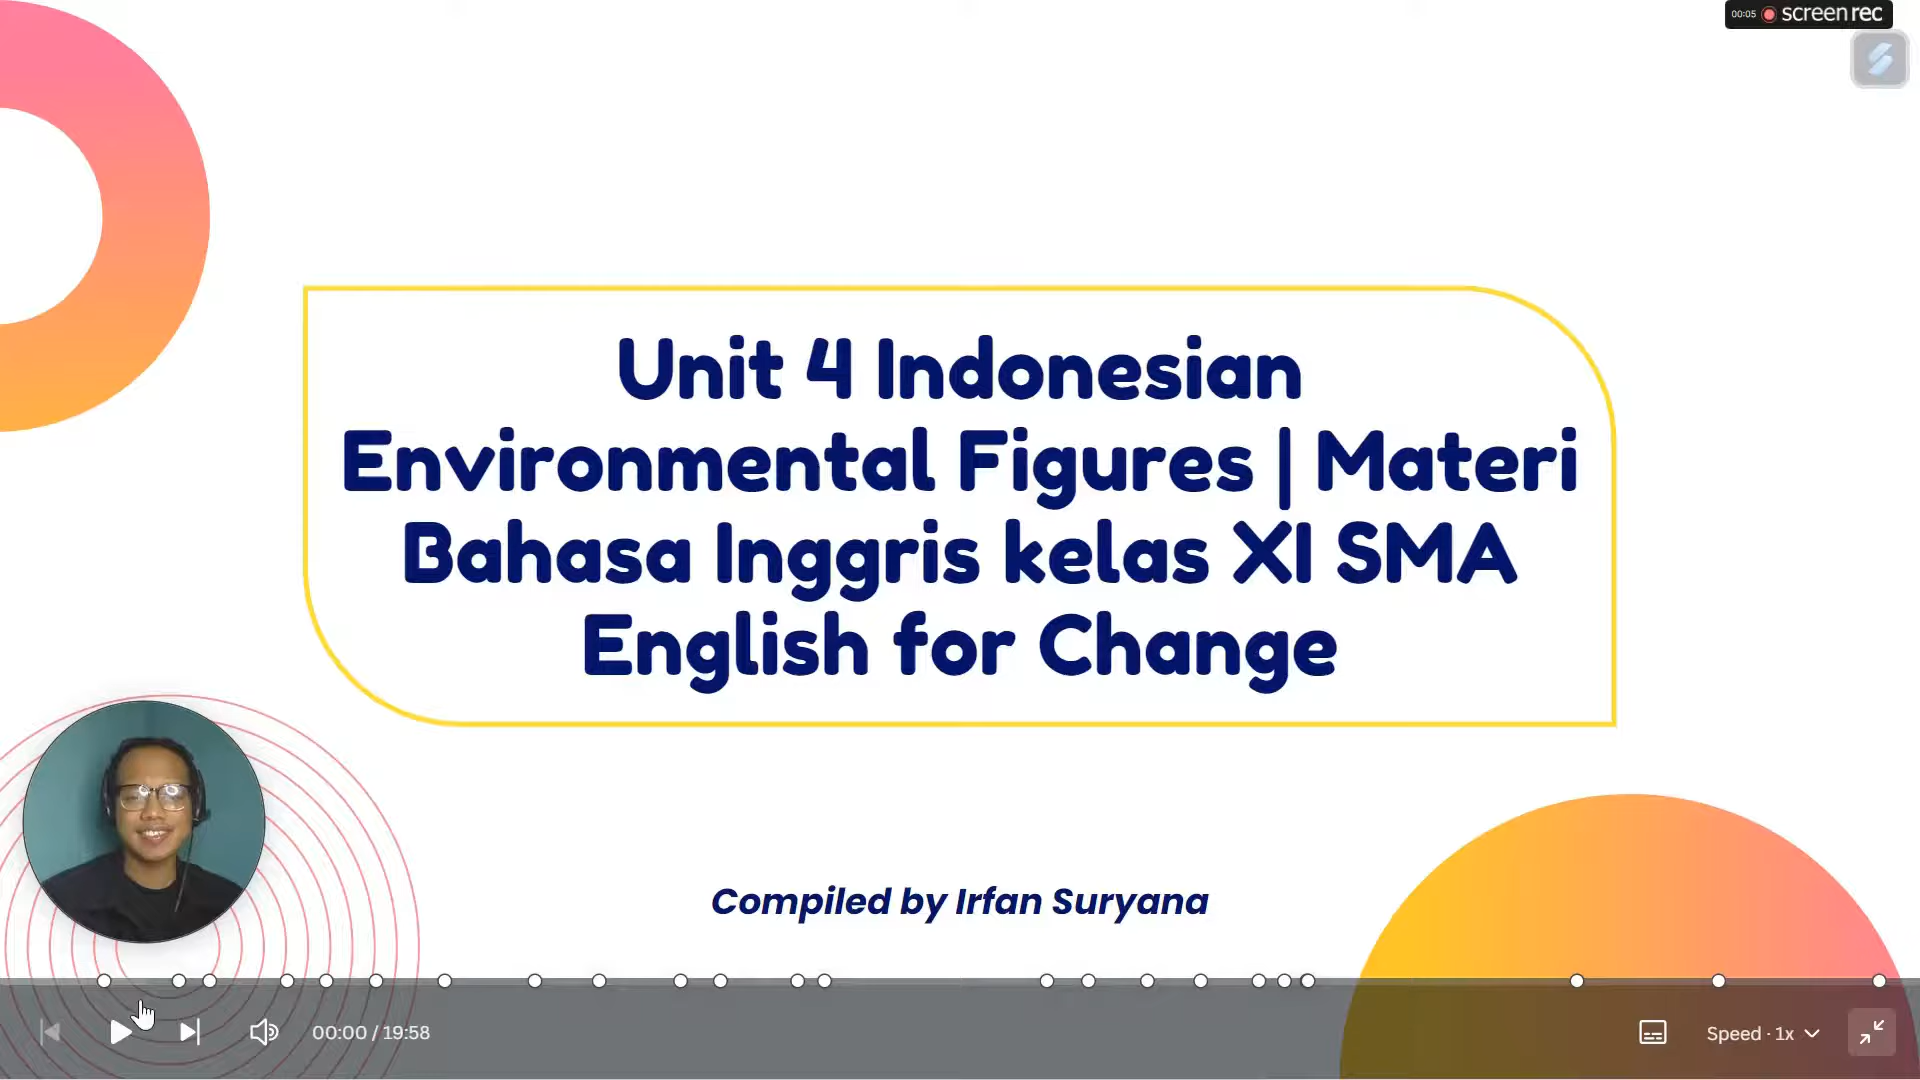 00:05 screenrec
Unit 4 Indonesian
Environmental Figures | Materi
Bahasa Inggris kelas XI SMA
English for Change
Compiled by Irfan Suryana
00:00 / 19:58
Speed · 1x